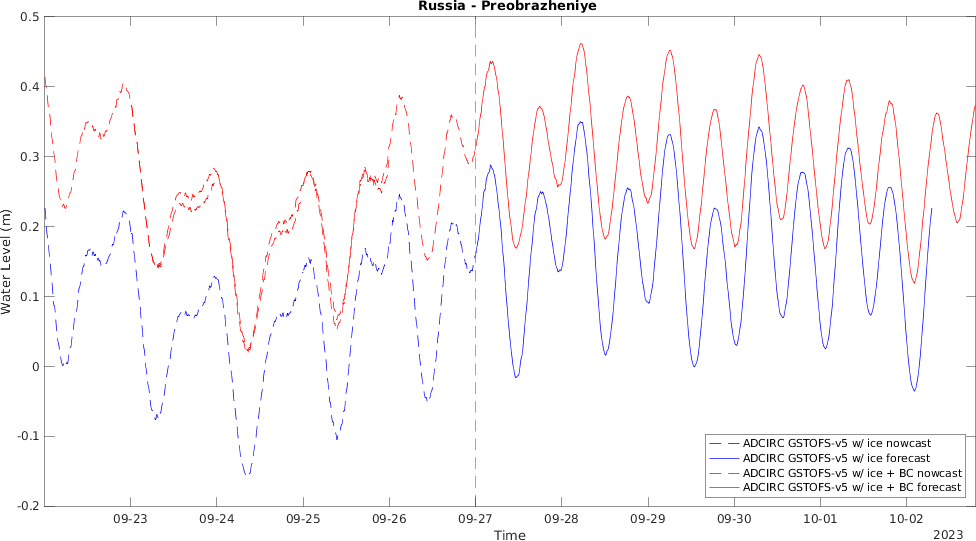 Russia - Preobrazheniye
0.5
0.4
0.3
0.2
0.1
0
-0.1
-0.2
Water Level (m)
ADCIRC GSTOFS-v5 w/ ice nowcast
ADCIRC GSTOFS-v5 w/ ice forecast
ADCIRC GSTOFS-v5 w/ ice + BC nowcast
ADCIRC GSTOFS-v5 w/ ice + BC forecast
09-23 09-24 09-25 09-26 09-27 09-28 09-29 09-30 10-01 10-02
Time
2023